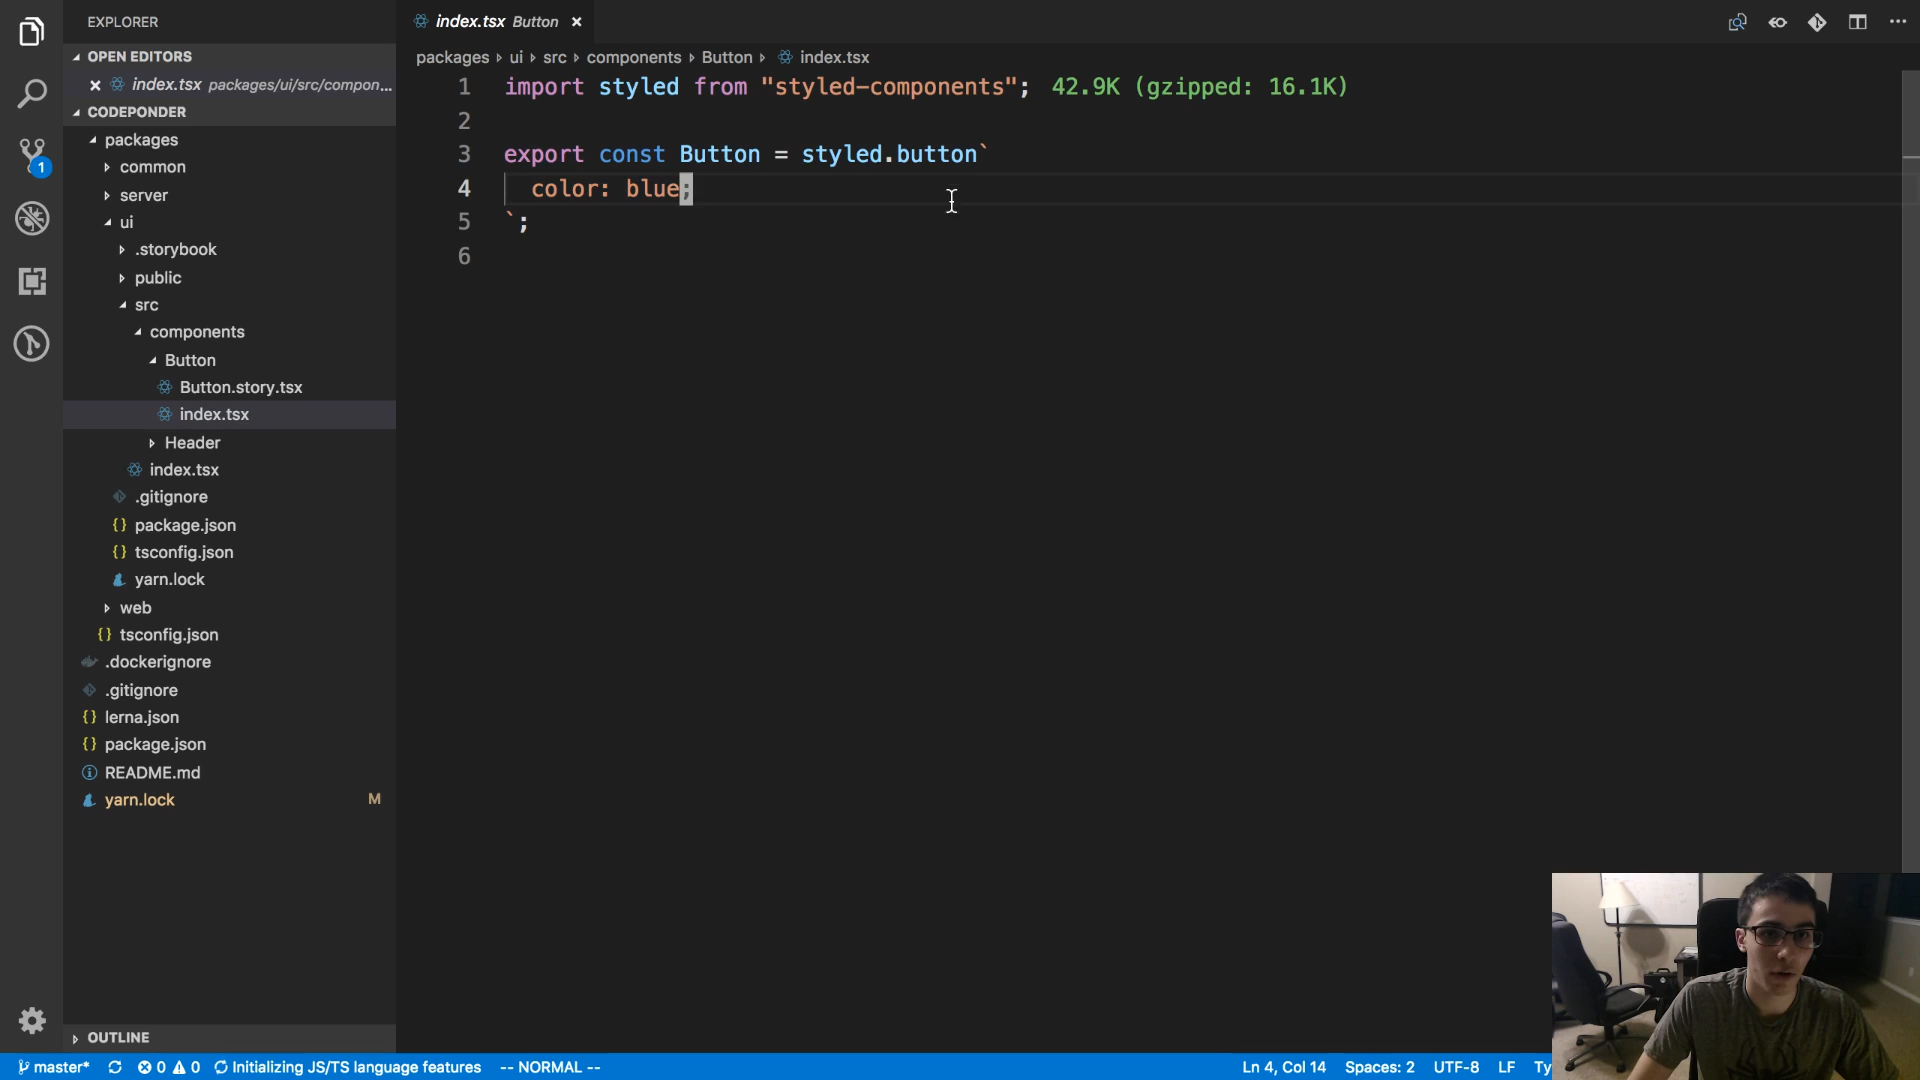 EXPLORER
OPEN EDITORS
index.tsx packages/ui/src/compon...
CODEPONDER
packages
common
server
ui
.storybook
public
src
components
Button
Button.story.tsx
index.tsx
Header
index.tsx
.gitignore
package.json
tsconfig.json
yarn.lock
web
tsconfig.json
.dockerignore
.gitignore
lerna.json
package.json
README.md
yarn.lock M
OUTLINE
1
index.tsx Button
packages › ui › src › components › Button › index.tsx
1 import styled from "styled-components"; 42.9K (gzipped: 16.1K)
2
3 export const Button = styled.button`
4 color: blue;
5 `;
6
master* 0 0 Initializing JS/TS language features -- NORMAL -- Ln 4, Col 14 Spaces: 2 UTF-8 LF Ty